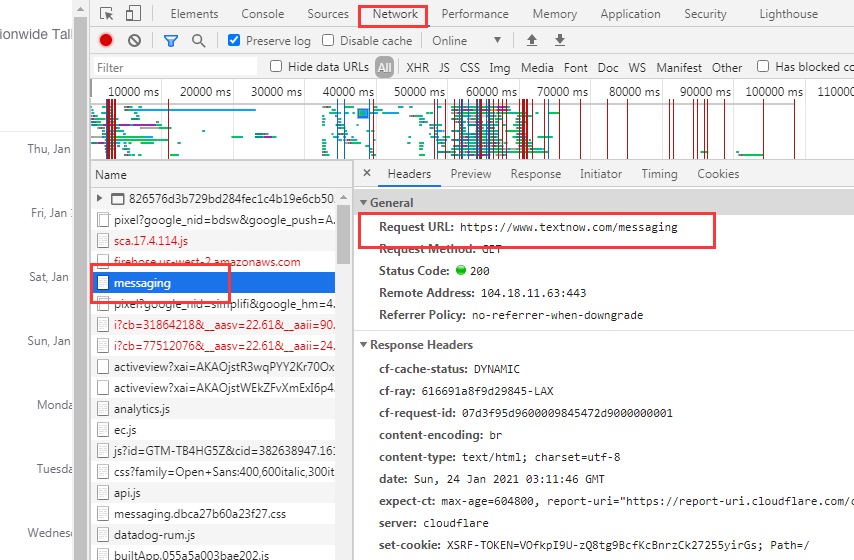 ionwide Tall
Thu, Jan
Fri, Jan
Sat, Jan
Sun, Jan
Monda
Tuesda
Wednes
Elements Console Sources Network Performance Memory Application Security Lighthouse
Preserve log Disable cache Online
Filter Hide data URLs All XHR JS CSS Img Media Font Doc WS Manifest Other Has blocked co
10000 ms 20000 ms 30000 ms 40000 ms 50000 ms 60000 ms 70000 ms 80000 ms 90000 ms 100000 ms 110000
Name
826576d3b729bd284fec1c4b19e6cb50.
pixel?google_nid=bdsw&google_push=A.
sca.17.4.114.js
firehose.us-west-2.amazonaws.com
messaging
pixel?google_nid=simplifi&google_hm=4.
i?cb=31864218&__aasv=22.61&__aaii=90.
i?cb=77512076&__aasv=22.61&__aaii=24.
activeview?xai=AKAOjstR3wqPYY2Kr70Ox
activeview?xai=AKAOjstWEkZFvXmExI6p4
analytics.js
ec.js
js?id=GTM-TB4HG5Z&cid=382638947.161
css?family=Open+Sans:400,600italic,300it
api.js
messaging.dbca27b60a23f27.css
datadog-rum.js
builtApp.055a5a003bae202.js
× Headers Preview Response Initiator Timing Cookies
General
Request URL: https://www.textnow.com/messaging
Request Method: GET
Status Code: 200
Remote Address: 104.18.11.63:443
Referrer Policy: no-referrer-when-downgrade
Response Headers
cf-cache-status: DYNAMIC
cf-ray: 616691a8f9d29845-LAX
cf-request-id: 07d3f95d9600009845472d9000000001
content-encoding: br
content-type: text/html; charset=utf-8
date: Sun, 24 Jan 2021 03:11:46 GMT
expect-ct: max-age=604800, report-uri="https://report-uri.cloudflare.com/c
server: cloudflare
set-cookie: XSRF-TOKEN=VOfkpI9U-zQ8tg9BcfKcBnrzCk27255yirGs; Path=/